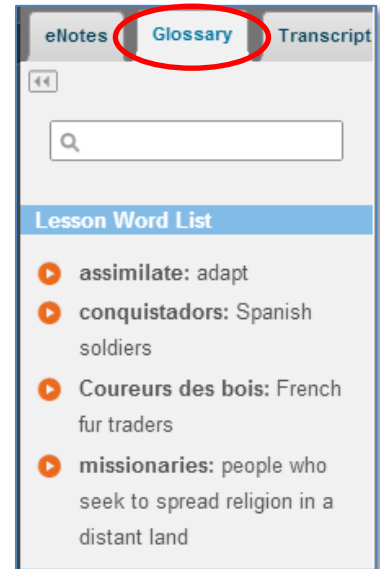 eNotes Glossary Transcript
Lesson Word List
assimilate: adapt
conquistadors: Spanish
soldiers
Coureurs des bois: French
fur traders
missionaries: people who
seek to spread religion in a
distant land